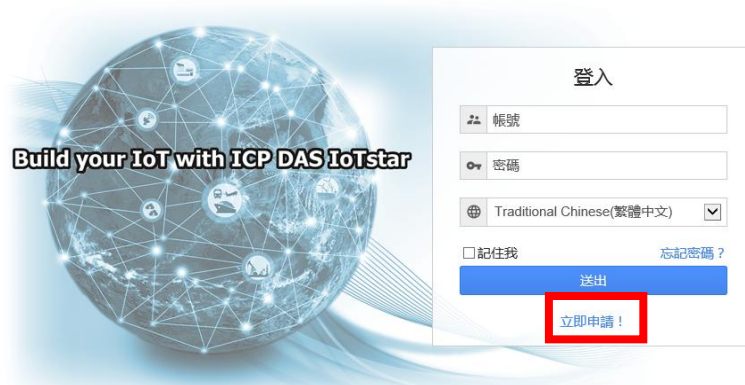 Build your IoT with ICP DAS IoTstar
登入
帳號
密碼
Traditional Chinese(繁體中文)
記住我
忘記密碼？
送出
立即申請！